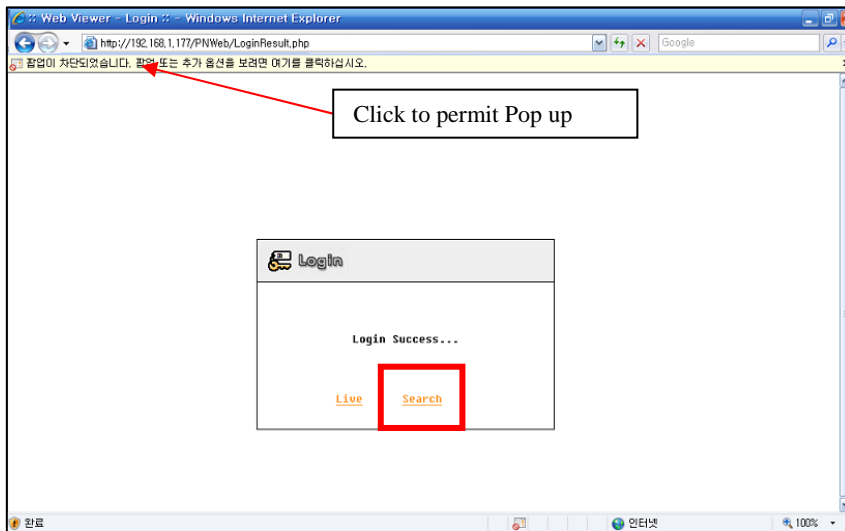 :: Web Viewer - Login :: - Windows Internet Explorer
http://192.168.1.177/PNWeb/LoginResult.php
Google
팝업이 차단되었습니다. 팝업 또는 추가 옵션을 보려면 여기를 클릭하십시오.
Click to permit Pop up
Login
Login Success...
Live Search
완료 인터넷 100%